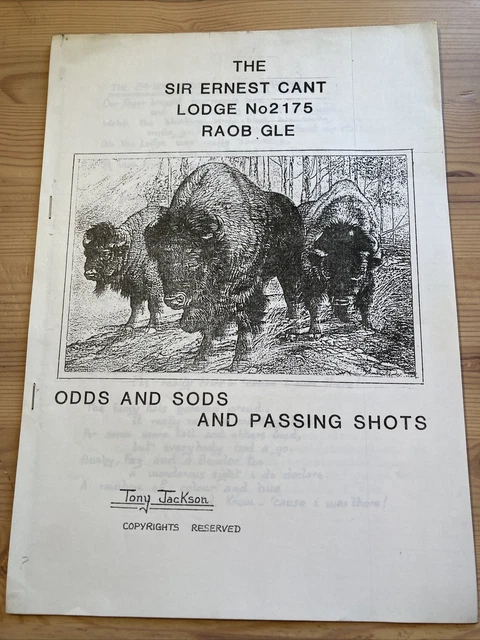 THE
SIR ERNEST CANT
LODGE No2175
RAOB GLE
ODDS AND SODS
AND PASSING SHOTS
Tony Jackson
COPYRIGHTS RESERVED